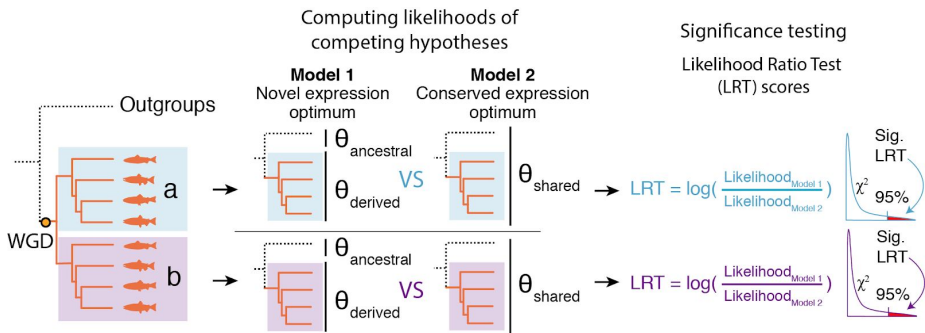 Computing likelihoods of
competing hypotheses
Significance testing
Likelihood Ratio Test
(LRT) scores
Model 1
Novel expression
optimum
Model 2
Conserved expression
optimum
Outgroups
WGD
a
θancestral
θderived
VS
θshared
LRT = log(LikelihoodModel 1 / LikelihoodModel 2)
Sig.
LRT
χ² 95%
b
θancestral
θderived
VS
θshared
LRT = log(LikelihoodModel 1 / LikelihoodModel 2)
Sig.
LRT
χ² 95%